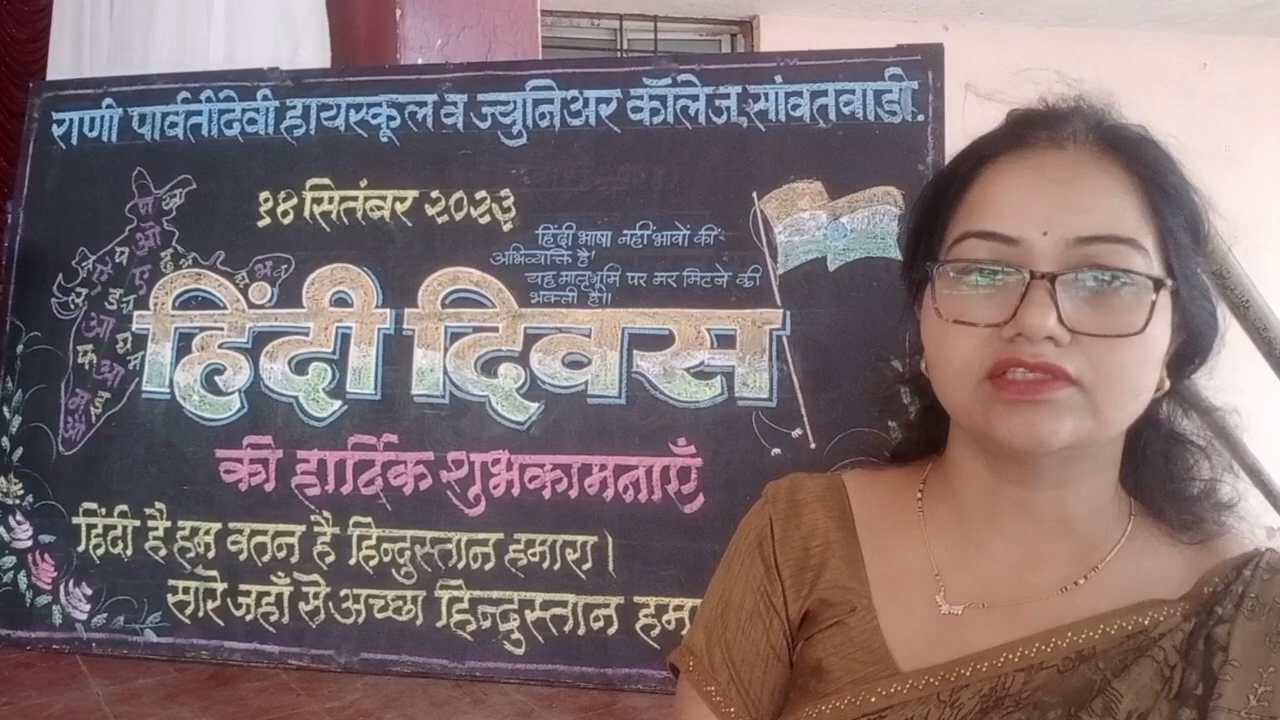 राणी पार्वतीदेवी हायस्कूल व ज्युनिअर कॉलेज, सांवतवाडी.
१४ सितंबर २०२३
हिंदी भाषा नहीं भावों की
अभिव्यक्ति है!
यह मातृभूमि पर मर मिटने की
भक्ती है।।
हिंदी दिवस
की हार्दिक शुभकामनाएँ
हिंदी है हम वतन है हिन्दुस्तान हमारा।
सारे जहाँ से अच्छा हिन्दुस्तान हमा